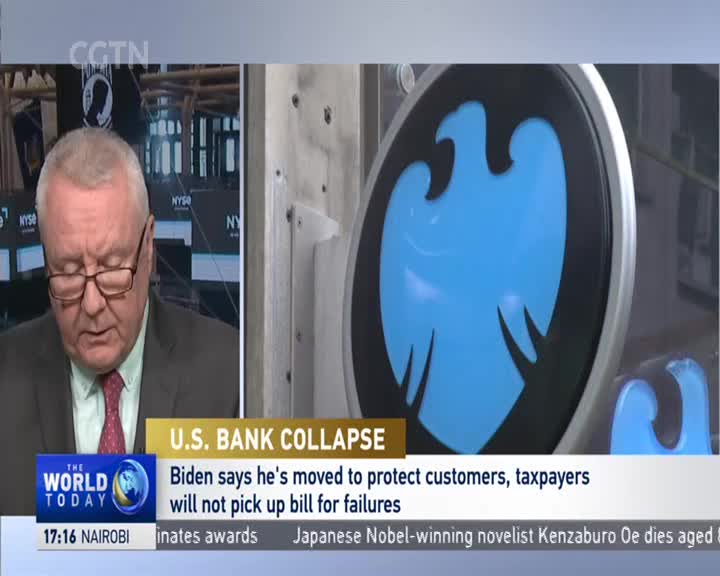 CGTN
NYSE
NYSE
U.S. BANK COLLAPSE
Biden says he's moved to protect customers, taxpayers
will not pick up bill for failures
THE
WORLD
TODAY
17:16 NAIROBI
inates awards Japanese Nobel-winning novelist Kenzaburo Oe dies aged